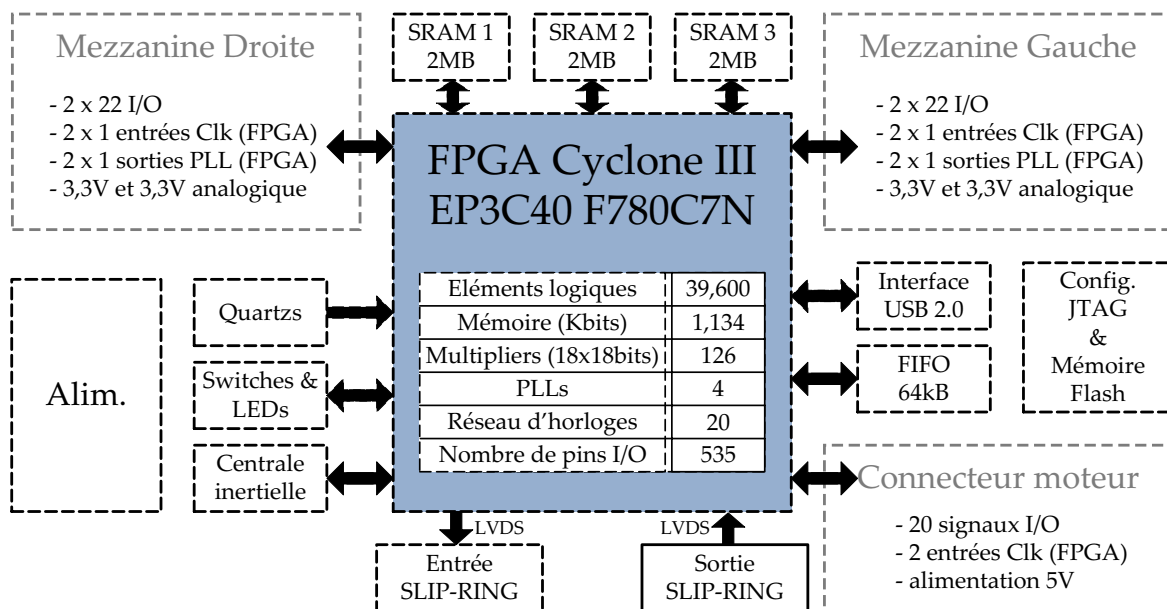 SRAM 1
2MB
SRAM 2
2MB
SRAM 3
2MB
Mezzanine Droite
- 2 x 22 I/O
- 2 x 1 entrées Clk (FPGA)
- 2 x 1 sorties PLL (FPGA)
- 3,3V et 3,3V analogique
Mezzanine Gauche
- 2 x 22 I/O
- 2 x 1 entrées Clk (FPGA)
- 2 x 1 sorties PLL (FPGA)
- 3,3V et 3,3V analogique
FPGA Cyclone III
EP3C40 F780C7N
Eléments logiques 39,600
Mémoire (Kbits) 1,134
Multipliers (18x18bits) 126
PLLs 4
Réseau d'horloges 20
Nombre de pins I/O 535
Alim.
Quartzs
Switches &
LEDs
Centrale
inertielle
Interface
USB 2.0
FIFO
64kB
Config.
JTAG
&
Mémoire
Flash
Connecteur moteur
- 20 signaux I/O
- 2 entrées Clk (FPGA)
- alimentation 5V
LVDS
LVDS
Entrée
SLIP-RING
Sortie
SLIP-RING